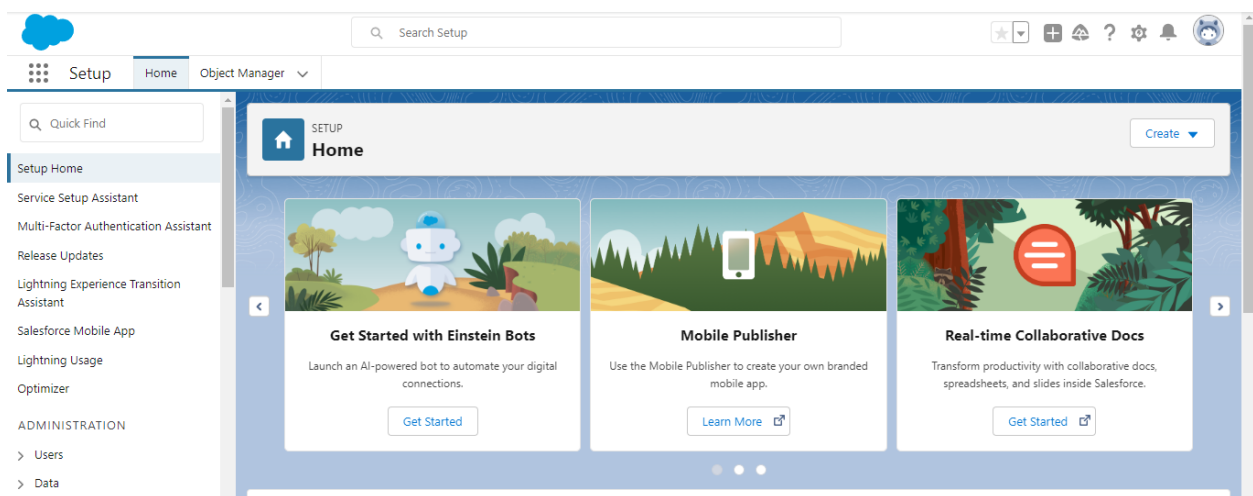 Search Setup
Setup
Home
Object Manager
Quick Find
Setup Home
Service Setup Assistant
Multi-Factor Authentication Assistant
Release Updates
Lightning Experience Transition
Assistant
Salesforce Mobile App
Lightning Usage
Optimizer
ADMINISTRATION
Users
Data
SETUP
Home
Create
Get Started with Einstein Bots
Launch an AI-powered bot to automate your digital
connections.
Get Started
Mobile Publisher
Use the Mobile Publisher to create your own branded
mobile app.
Learn More
Real-time Collaborative Docs
Transform productivity with collaborative docs,
spreadsheets, and slides inside Salesforce.
Get Started